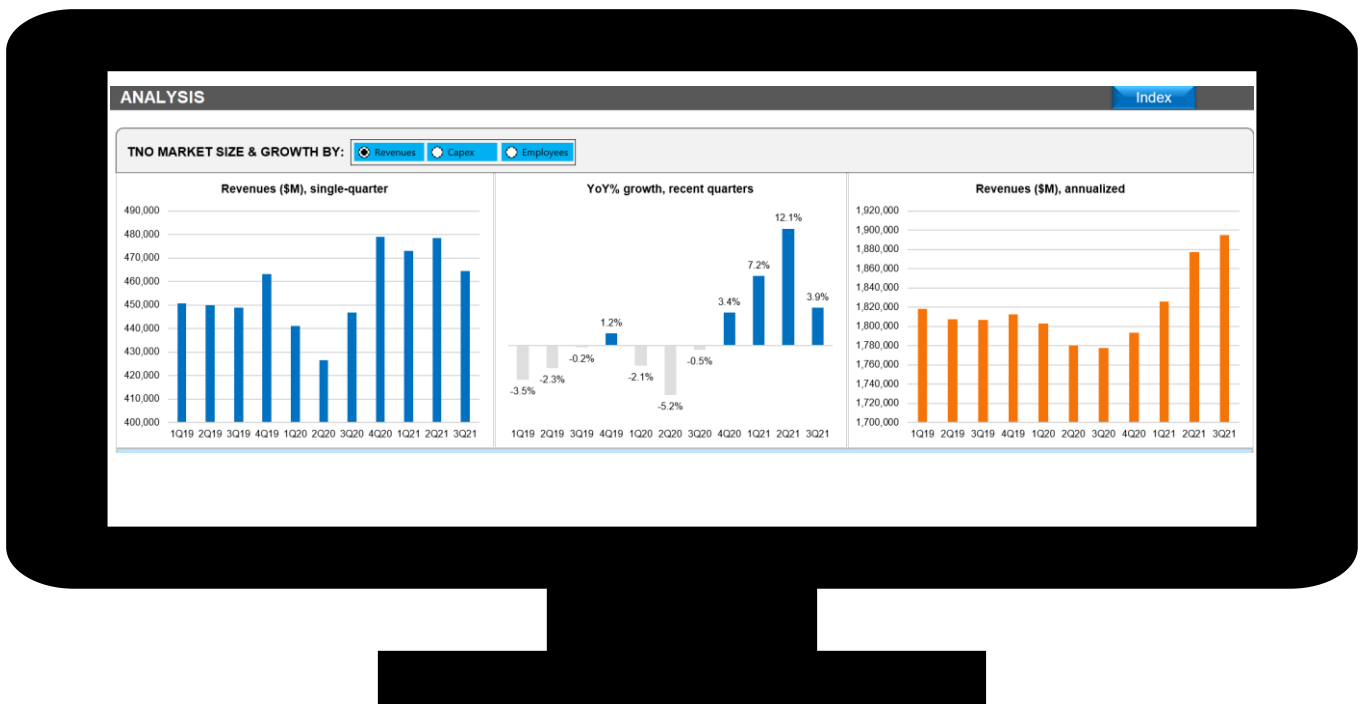 ANALYSIS
Index
TNO MARKET SIZE & GROWTH BY:
Revenues
Capex
Employees
Revenues ($M), single-quarter
490,000
480,000
470,000
460,000
450,000
440,000
430,000
420,000
410,000
400,000
1Q19 2Q19 3Q19 4Q19 1Q20 2Q20 3Q20 4Q20 1Q21 2Q21 3Q21
YoY% growth, recent quarters
-3.5%
-2.3%
-0.2%
1.2%
-2.1%
-5.2%
-0.5%
3.4%
7.2%
12.1%
3.9%
1Q19 2Q19 3Q19 4Q19 1Q20 2Q20 3Q20 4Q20 1Q21 2Q21 3Q21
Revenues ($M), annualized
1,920,000
1,900,000
1,880,000
1,860,000
1,840,000
1,820,000
1,800,000
1,780,000
1,760,000
1,740,000
1,720,000
1,700,000
1Q19 2Q19 3Q19 4Q19 1Q20 2Q20 3Q20 4Q20 1Q21 2Q21 3Q21